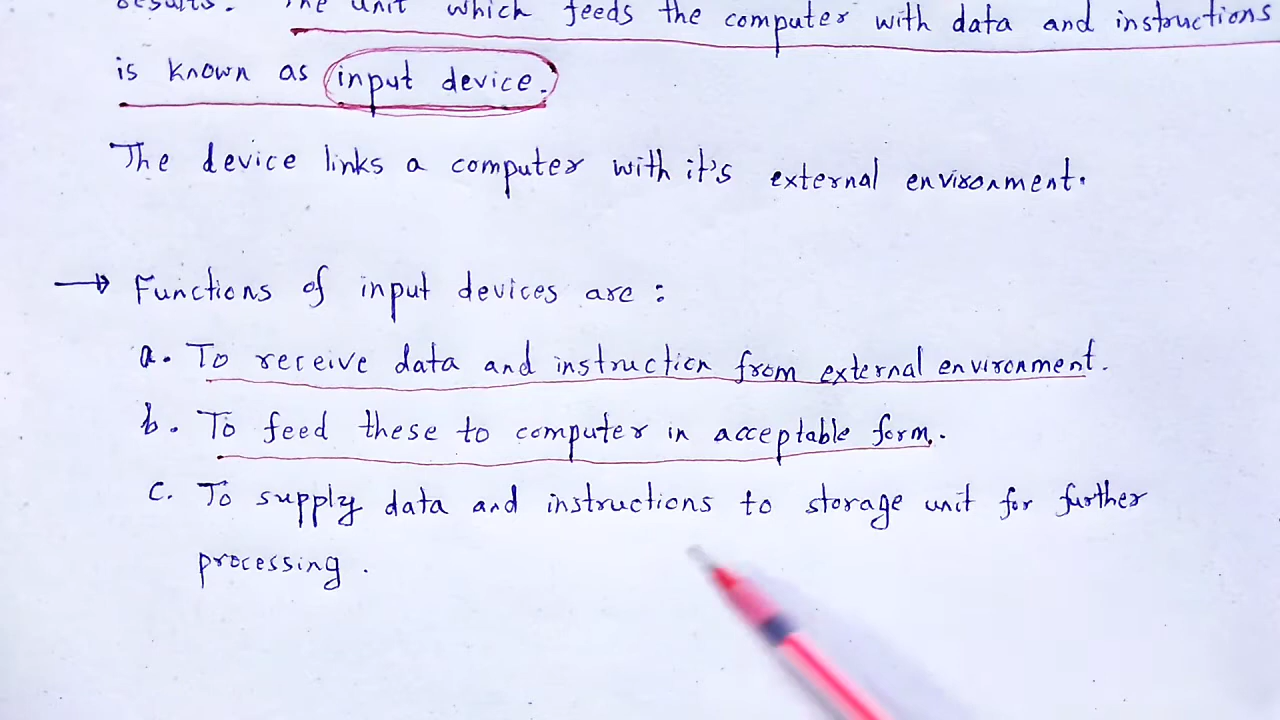 results. The unit which feeds the computer with data and instructions
is known as input device.
The device links a computer with it's external environment.
→ Functions of input devices are :
a. To receive data and instruction from external environment.
b. To feed these to computer in acceptable form.
c. To supply data and instructions to storage unit for further
processing.